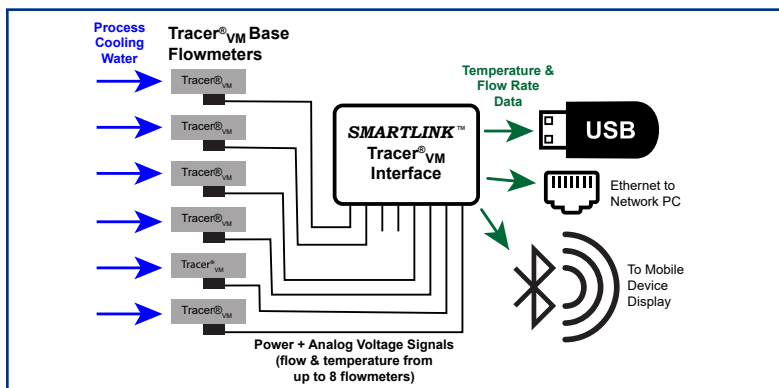 Process
Cooling
Water
Tracer®VM Base
Flowmeters
Tracer®VM
Tracer®VM
Tracer®VM
Tracer®VM
Tracer®VM
Tracer®VM
SMARTLINK™
Tracer®VM
Interface
Temperature &
Flow Rate
Data
USB
Ethernet to
Network PC
To Mobile
Device
Display
Power + Analog Voltage Signals
(flow & temperature from
up to 8 flowmeters)